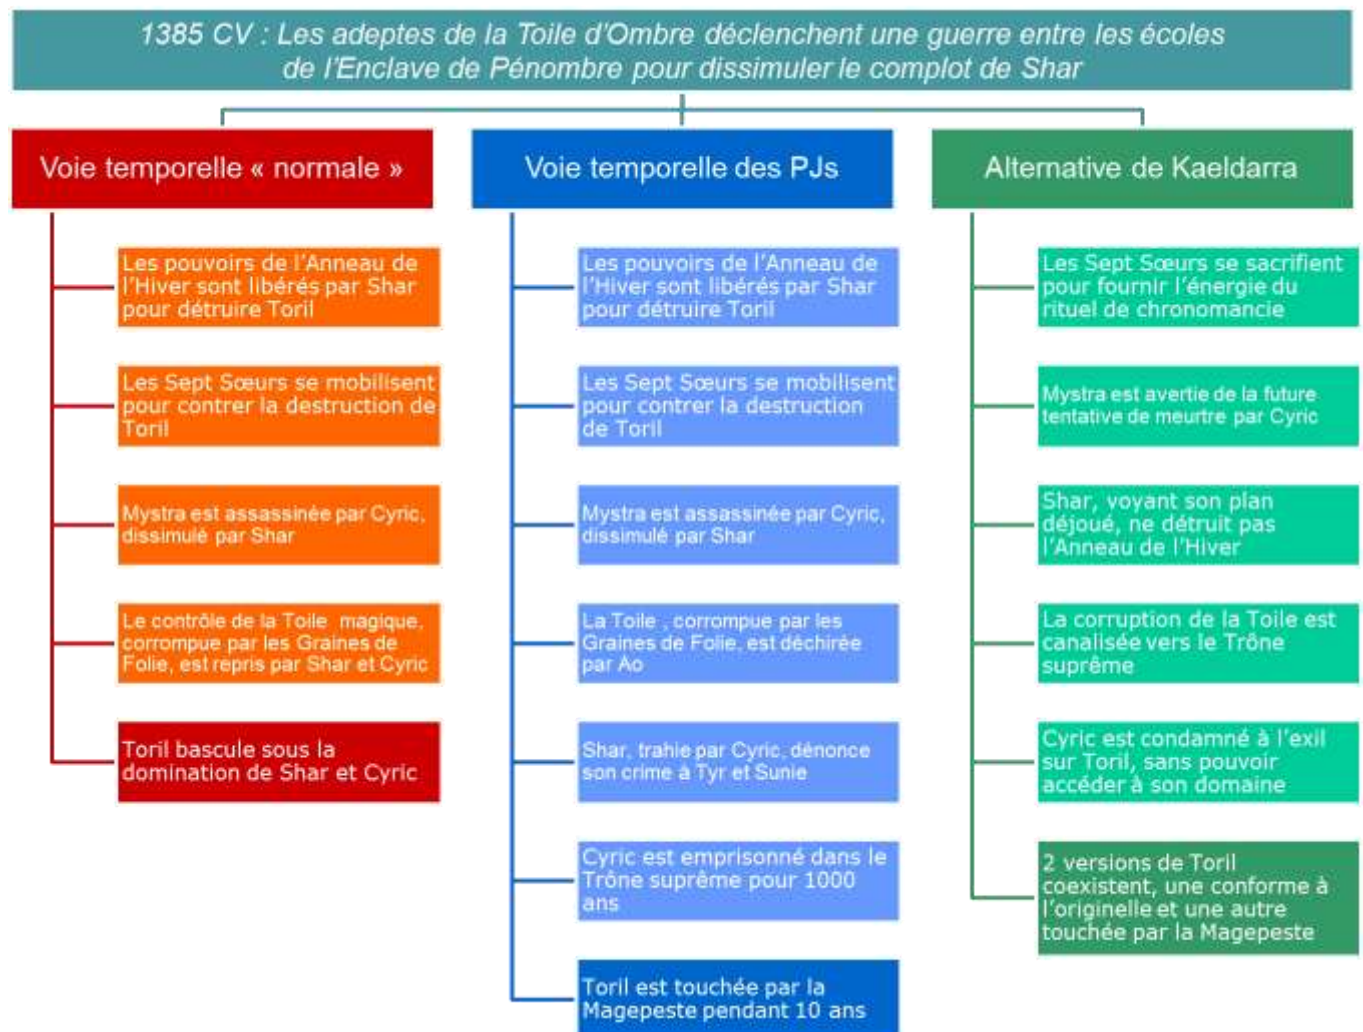 1385 CV : Les adeptes de la Toile d'Ombre déclenchent une guerre entre les écoles
de l'Enclave de Pénombre pour dissimuler le complot de Shar
Voie temporelle « normale »
Les pouvoirs de l'Anneau de
l'Hiver sont libérés par Shar
pour détruire Toril
Les Sept Sœurs se mobilisent
pour contrer la destruction de
Toril
Mystra est assassinée par Cyric,
dissimulé par Shar
Le contrôle de la Toile magique,
corrompue par les Graines de
Folie, est repris par Shar et Cyric
Toril bascule sous la
domination de Shar et Cyric
Voie temporelle des PJs
Les pouvoirs de l'Anneau de
l'Hiver sont libérés par Shar
pour détruire Toril
Les Sept Sœurs se mobilisent
pour contrer la destruction
de Toril
Mystra est assassinée par Cyric,
dissimulé par Shar
La Toile , corrompue par les
Graines de Folie, est déchirée
par Ao
Shar, trahie par Cyric, dénonce
son crime à Tyr et Sunie
Cyric est emprisonné dans le
Trône suprême pour 1000
ans
Toril est touchée par la
Magepeste pendant 10 ans
Alternative de Kaeldarra
Les Sept Sœurs se sacrifient
pour fournir l'énergie du
rituel de chronomancie
Mystra est avertie de la future
tentative de meurtre par Cyric
Shar, voyant son plan
déjoué, ne détruit pas
l'Anneau de l'Hiver
La corruption de la Toile est
canalisée vers le Trône
suprême
Cyric est condamné à l'exil
sur Toril, sans pouvoir
accéder à son domaine
2 versions de Toril
coexistent, une conforme à
l'originelle et une autre
touchée par la Magepeste